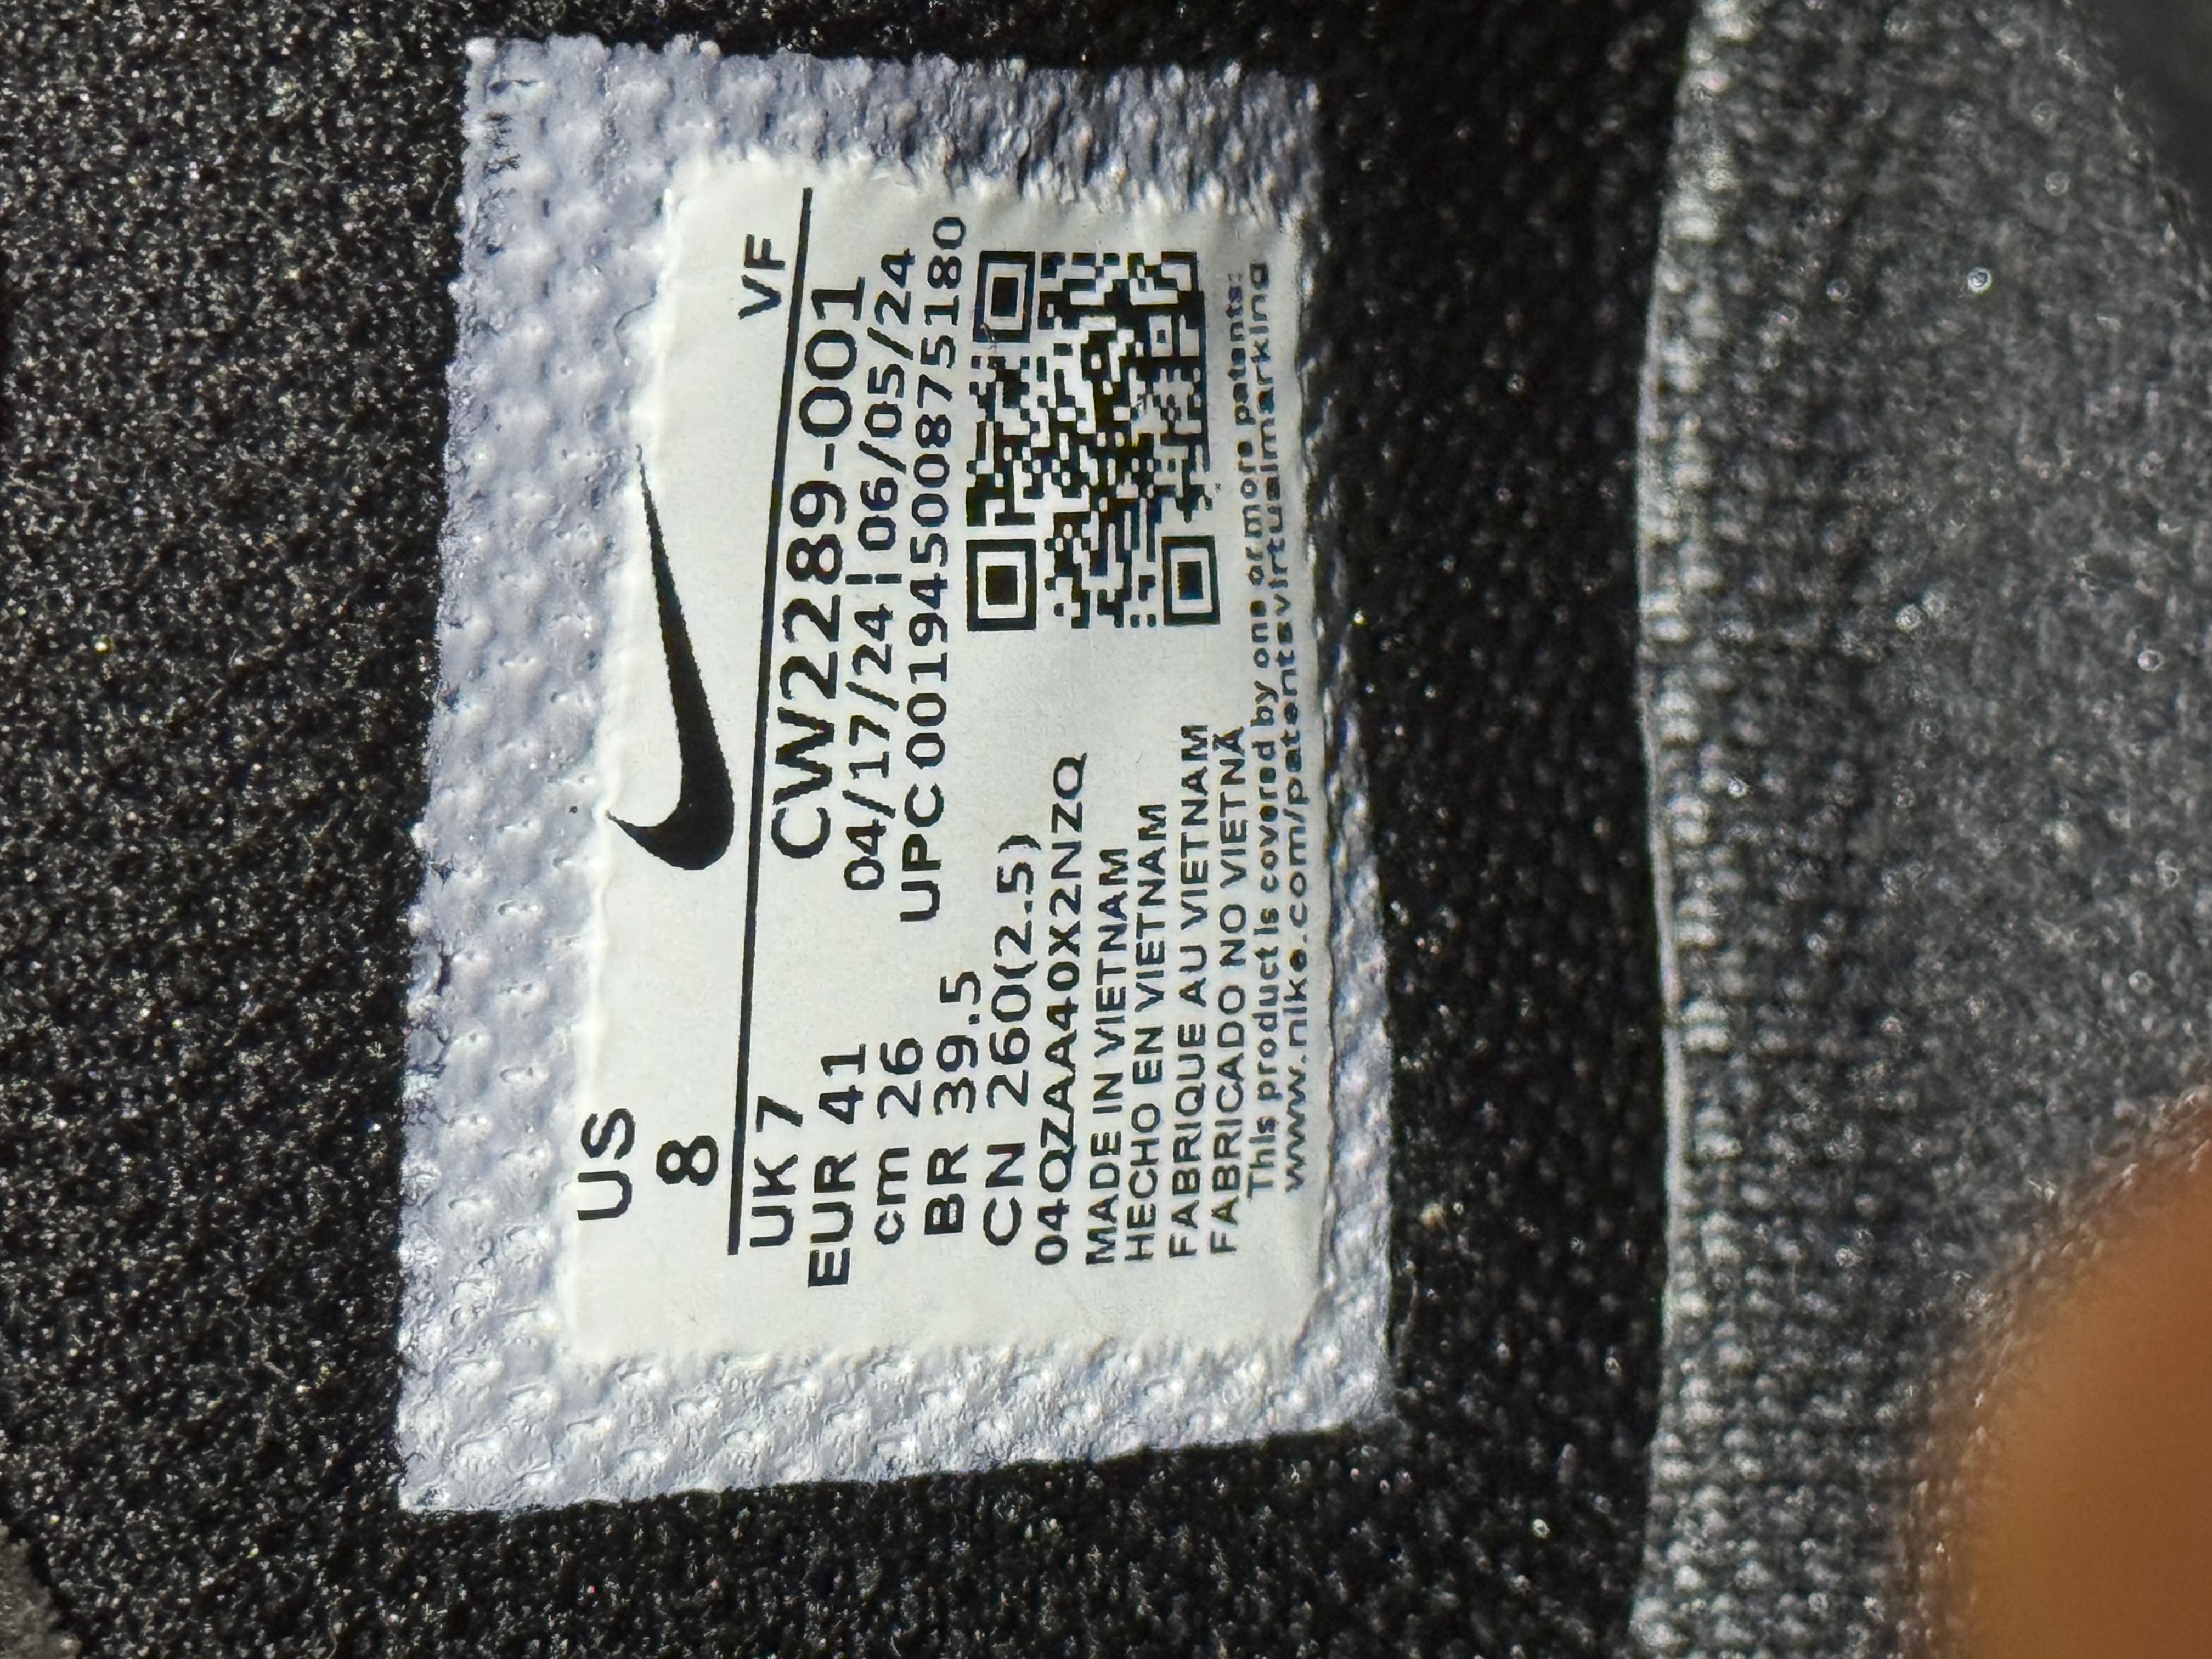 US
8
VF
UK 7
EUR 41
cm 26
BR 39.5
CN 260(2.5)
CW2289-001
04/17/24 ¦ 06/05/24
UPC 00194500875180
04QZAA40X2NZQ
MADE IN VIETNAM
HECHO EN VIETNAM
FABRIQUE AU VIETNAM
FABRICADO NO VIETNÃ
This product is covered by one or more patents:
www.nike.com/patentsvirtualmarking